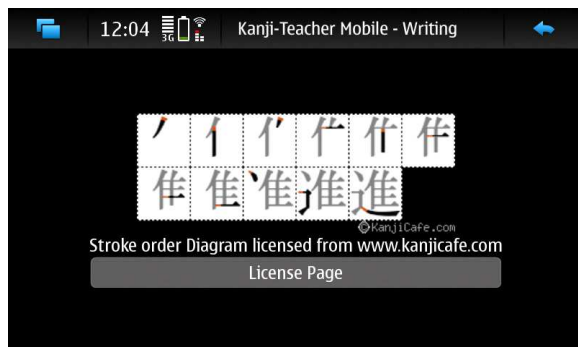 12:04 3G Kanji-Teacher Mobile - Writing
進
©KanjiCafe.com
Stroke order Diagram licensed from www.kanjicafe.com
License Page